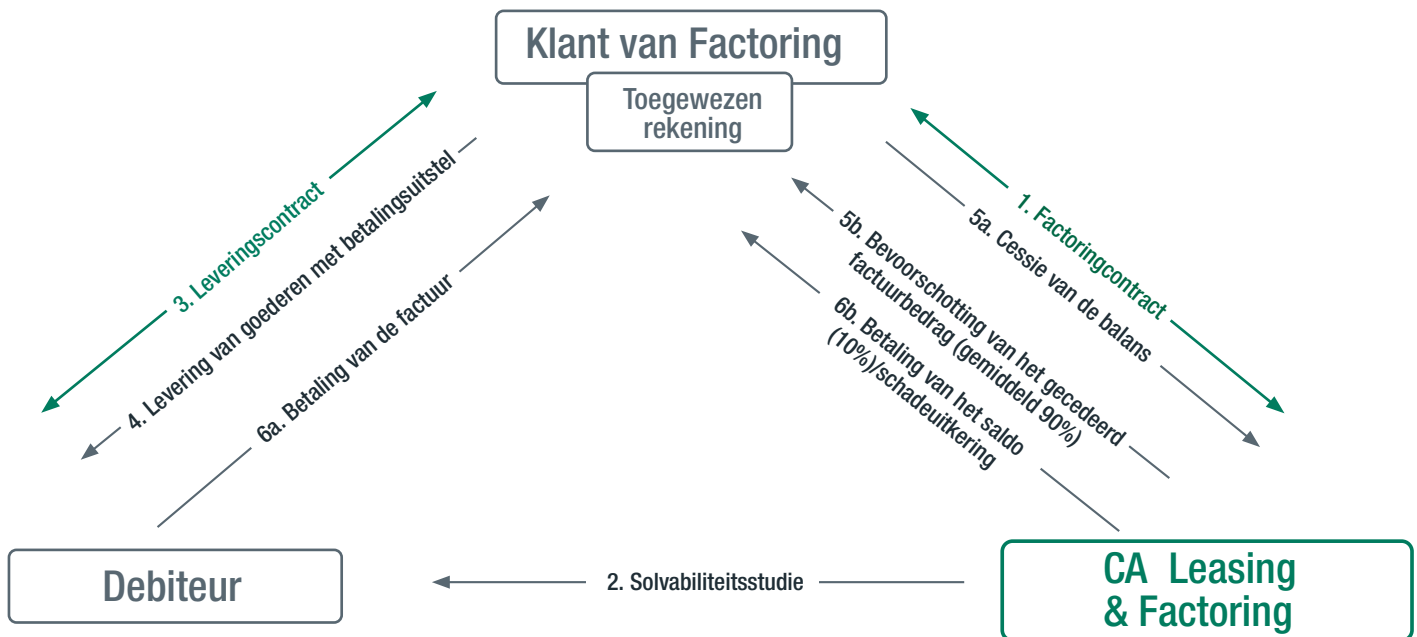 Klant van Factoring
Toegewezen
rekening
3. Leveringscontract
4. Levering van goederen met betalingsuitstel
6a. Betaling van de factuur
1. Factoringcontract
5a. Cessie van de balans
5b. Bevoorschotting van het gecedeerd
factuurbedrag (gemiddeld 90%)
6b. Betaling van het saldo
(10%)/schadeuitkering
Debiteur
2. Solvabiliteitsstudie
CA Leasing
& Factoring